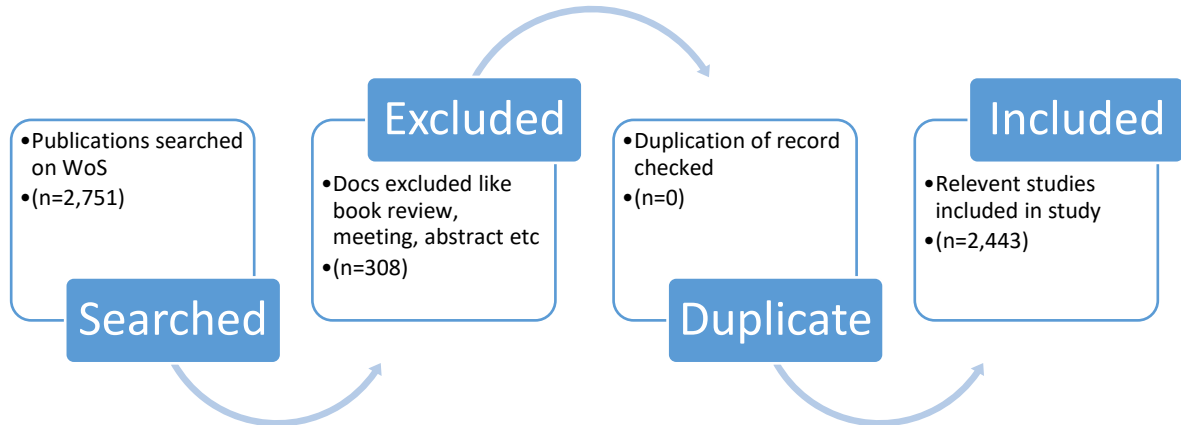 •Publications searched
on WoS
•(n=2,751)
Searched
Excluded
•Docs excluded like
book review,
meeting, abstract etc
•(n=308)
•Duplication of record
checked
•(n=0)
Duplicate
Included
•Relevent studies
included in study
•(n=2,443)